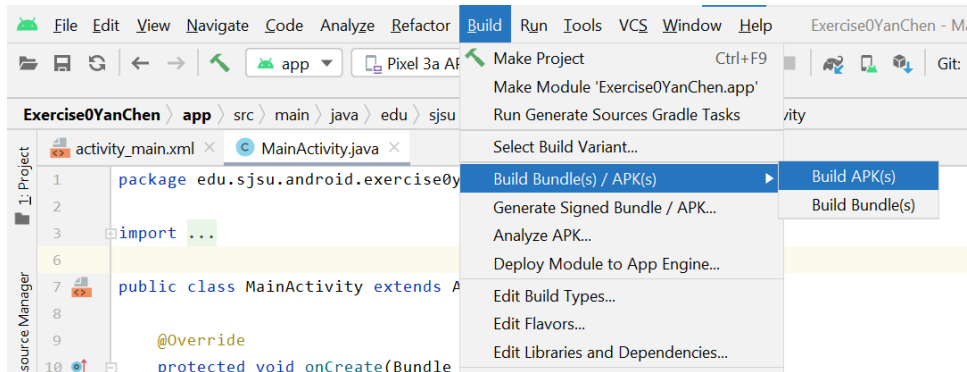 File Edit View Navigate Code Analyze Refactor Build Run Tools VCS Window Help Exercise0YanChen - Ma
app Pixel 3a AP Git:
Exercise0YanChen app src main java edu sjsu vity
activity_main.xml MainActivity.java
1: Project
source Manager
1 package edu.sjsu.android.exercise0y
2
3 import ...
6
7 public class MainActivity extends A
8
9 @Override
10 protected void onCreate(Bundle
Make Project Ctrl+F9
Make Module 'Exercise0YanChen.app'
Run Generate Sources Gradle Tasks
Select Build Variant...
Build Bundle(s) / APK(s)
Generate Signed Bundle / APK...
Analyze APK...
Deploy Module to App Engine...
Edit Build Types...
Edit Flavors...
Edit Libraries and Dependencies...
Build APK(s)
Build Bundle(s)